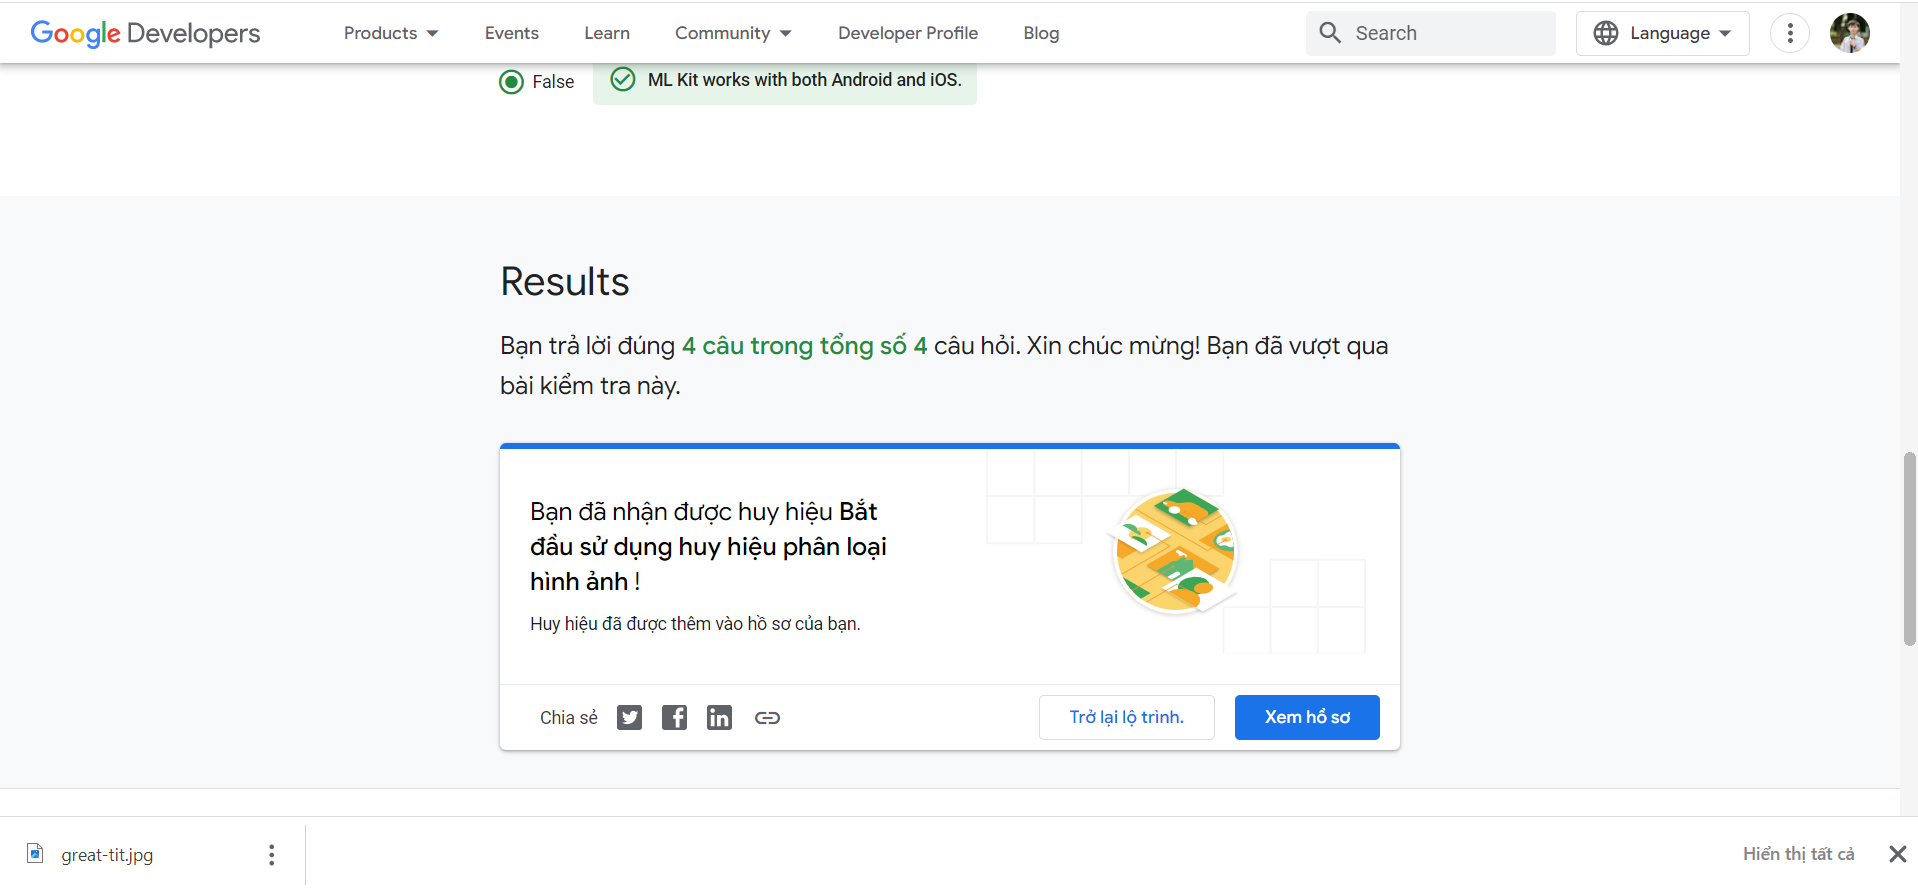 Google Developers Products Events Learn Community Developer Profile Blog Search Language
False ML Kit works with both Android and iOS.
Results
Bạn trả lời đúng 4 câu trong tổng số 4 câu hỏi. Xin chúc mừng! Bạn đã vượt qua
bài kiểm tra này.
Bạn đã nhận được huy hiệu Bắt
đầu sử dụng huy hiệu phân loại
hình ảnh !
Huy hiệu đã được thêm vào hồ sơ của bạn.
Chia sẻ Trở lại lộ trình. Xem hồ sơ
great-tit.jpg Hiển thị tất cả